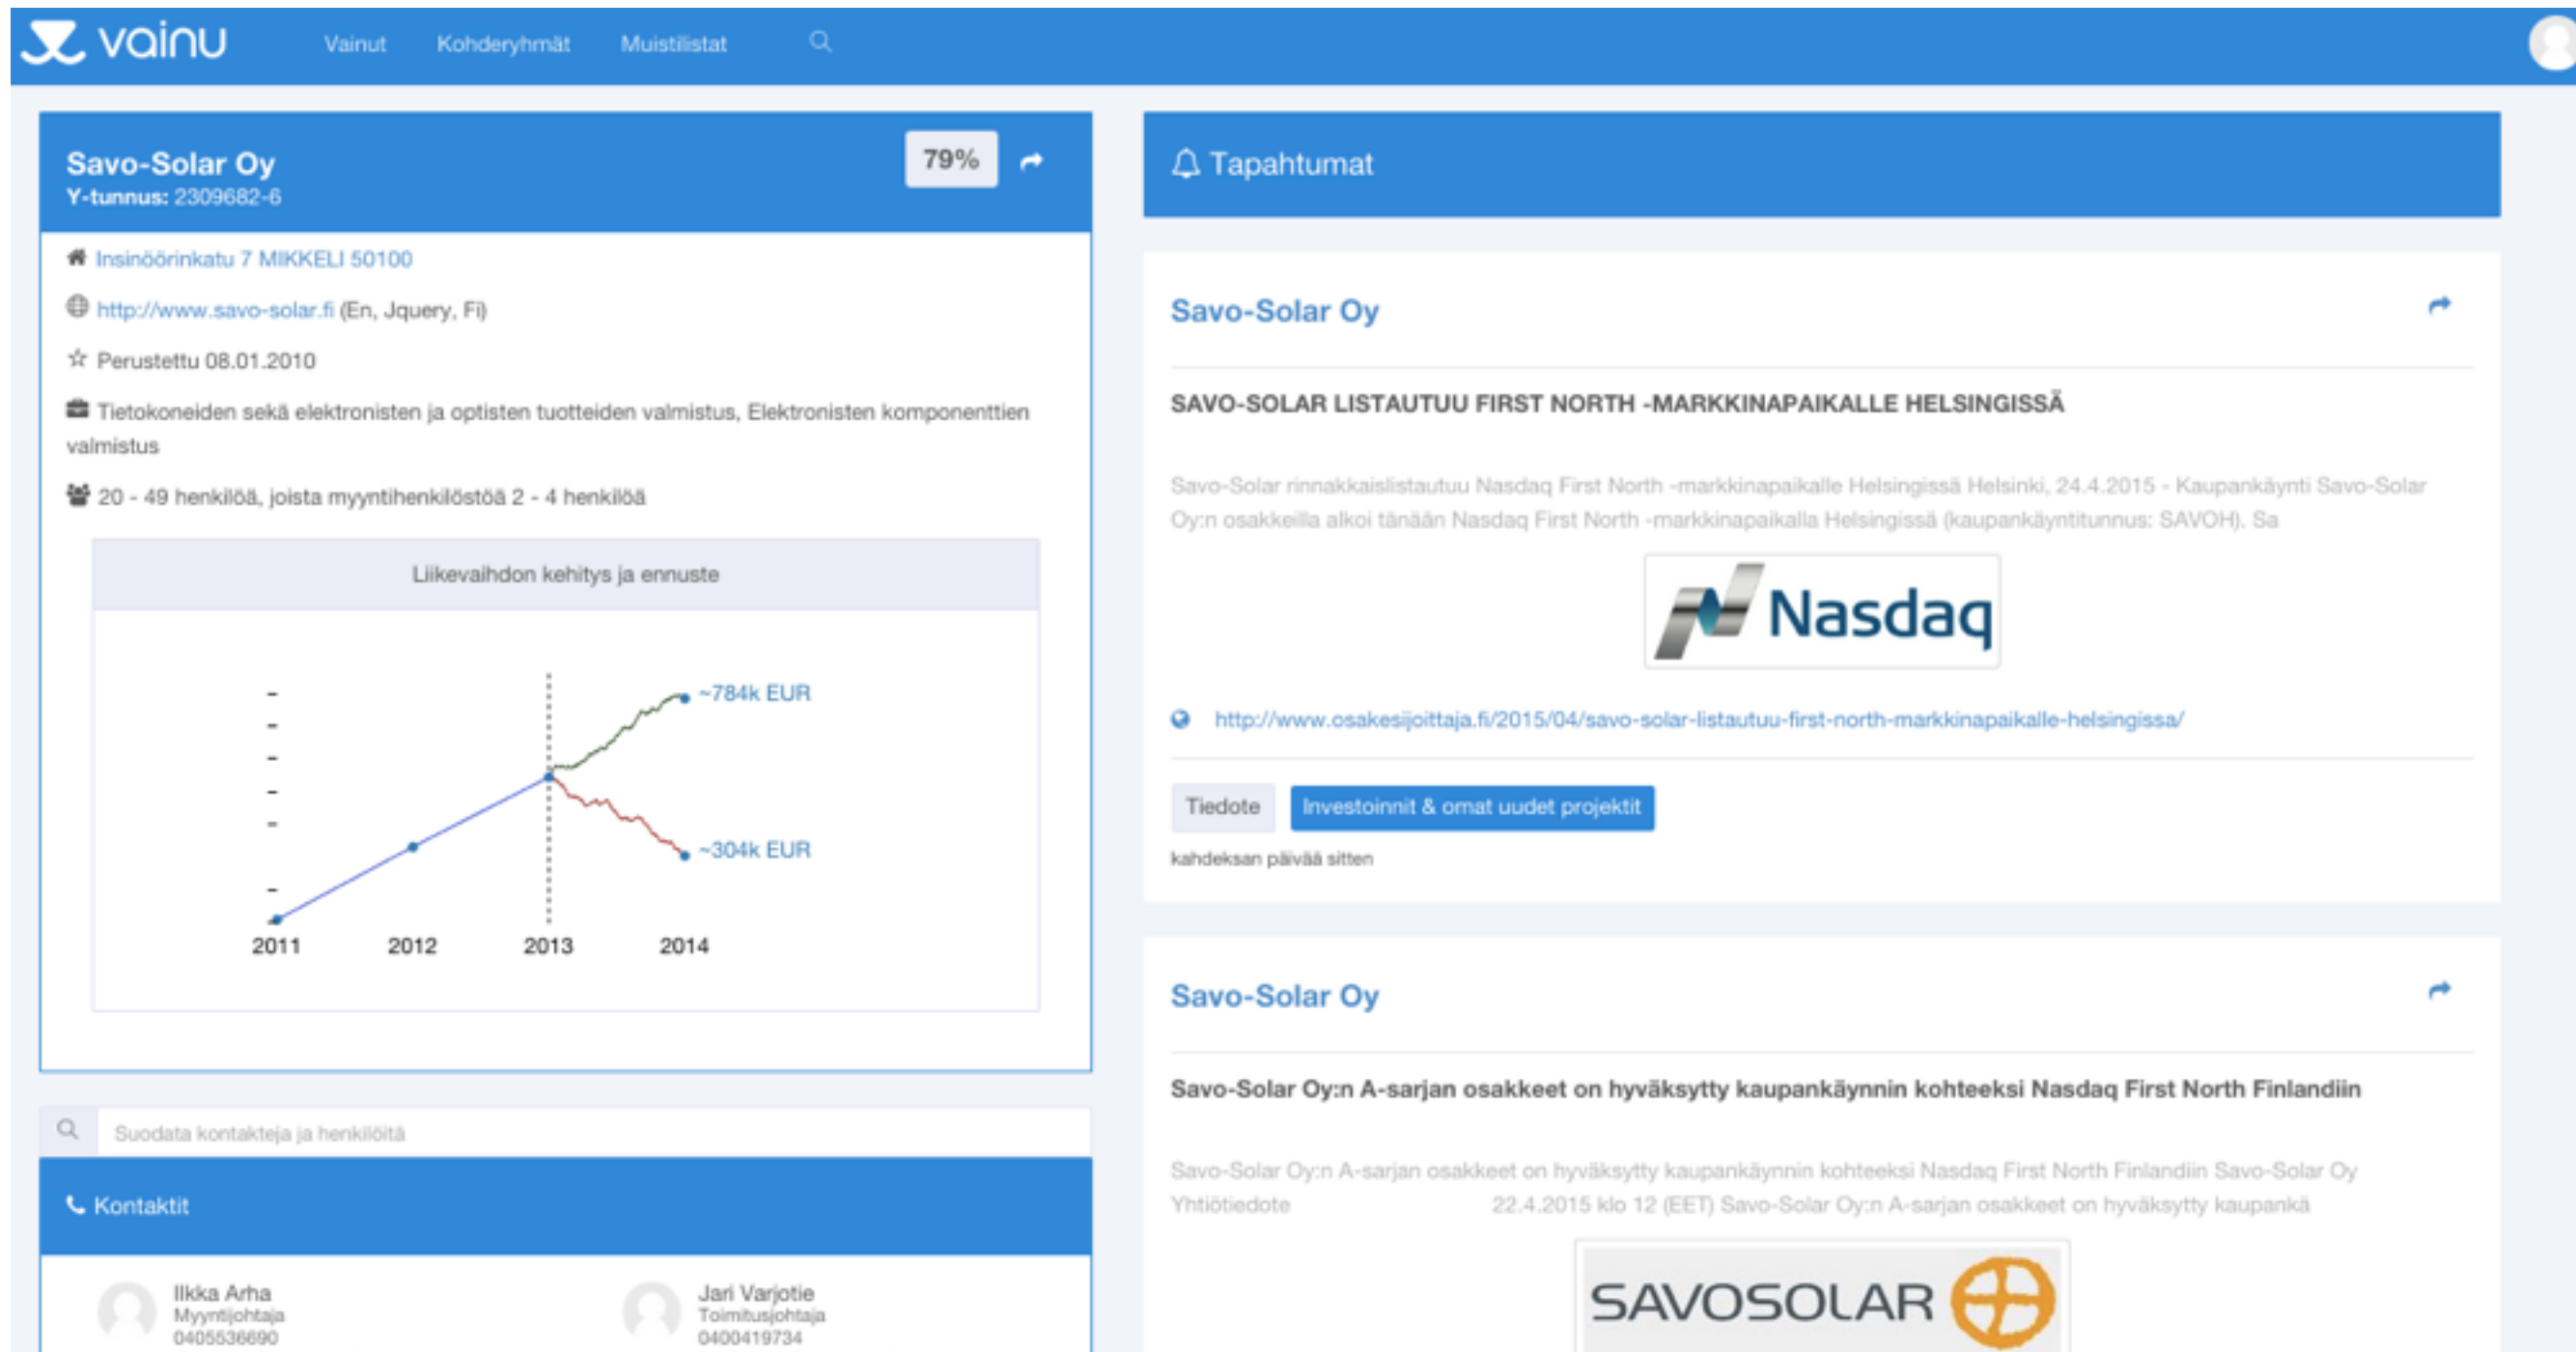 vainu
Vainut Kohderyhmät Muistilistat
Savo-Solar Oy
79%
Y-tunnus: 2309682-6
Insinöörinkatu 7 MIKKELI 50100
http://www.savo-solar.fi (En, Jquery, Fi)
Perustettu 08.01.2010
Tietokoneiden sekä elektronisten ja optisten tuotteiden valmistus, Elektronisten komponenttien
valmistus
20 - 49 henkilöä, joista myyntihenkilöstöä 2 - 4 henkilöä
Liikevaihdon kehitys ja ennuste
~784k EUR
~304k EUR
2011 2012 2013 2014
Suodata kontakteja ja henkilöitä
Kontaktit
Ilkka Arha
Myyntijohtaja
0405536690
Jari Varjotie
Toimitusjohtaja
0400419734
Tapahtumat
Savo-Solar Oy
SAVO-SOLAR LISTAUTUU FIRST NORTH -MARKKINAPAIKALLE HELSINGISSÄ
Savo-Solar rinnakkaislistautuu Nasdaq First North -markkinapaikalle Helsingissä Helsinki, 24.4.2015 - Kaupankäynti Savo-Solar
Oy:n osakkeilla alkoi tänään Nasdaq First North -markkinapaikalla Helsingissä (kaupankäyntitunnus: SAVOH). Sa
Nasdaq
http://www.osakesijoittaja.fi/2015/04/savo-solar-listautuu-first-north-markkinapaikalle-helsingissa/
Tiedote Investoinnit & omat uudet projektit
kahdeksan päivää sitten
Savo-Solar Oy
Savo-Solar Oy:n A-sarjan osakkeet on hyväksytty kaupankäynnin kohteeksi Nasdaq First North Finlandiin
Savo-Solar Oy:n A-sarjan osakkeet on hyväksytty kaupankäynnin kohteeksi Nasdaq First North Finlandiin Savo-Solar Oy
Yhtiötiedote 22.4.2015 klo 12 (EET) Savo-Solar Oy:n A-sarjan osakkeet on hyväksytty kaupankä
SAVOSOLAR